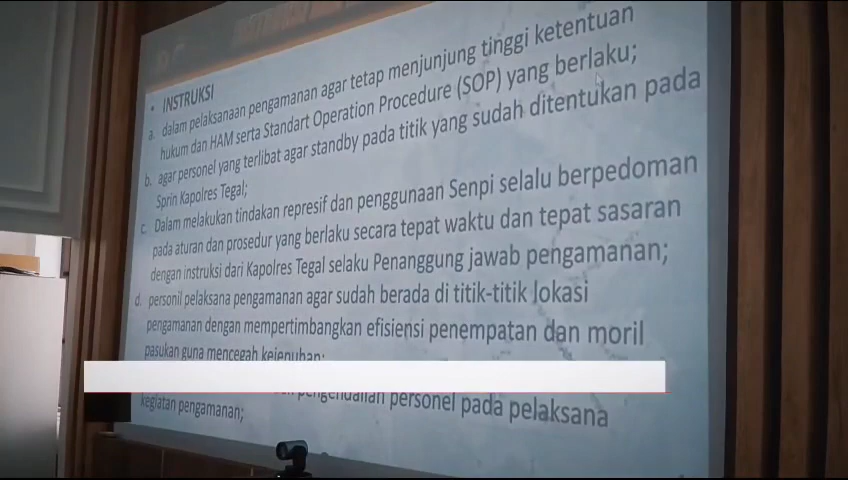 • INSTRUKSI
a. dalam pelaksanaan pengamanan agar tetap menjunjung tinggi ketentuan
hukum dan HAM serta Standart Operation Procedure (SOP) yang berlaku;
b. agar personel yang terlibat agar standby pada titik yang sudah ditentukan pada
Sprin Kapolres Tegal;
c. Dalam melakukan tindakan represif dan penggunaan Senpi selalu berpedoman
pada aturan dan prosedur yang berlaku secara tepat waktu dan tepat sasaran
dengan instruksi dari Kapolres Tegal selaku Penanggung jawab pengamanan;
d. personil pelaksana pengamanan agar sudah berada di titik-titik lokasi
pengamanan dengan mempertimbangkan efisiensi penempatan dan moril
pasukan guna mencegah kejenuhan;
pengendalian personel pada pelaksana
kegiatan pengamanan;